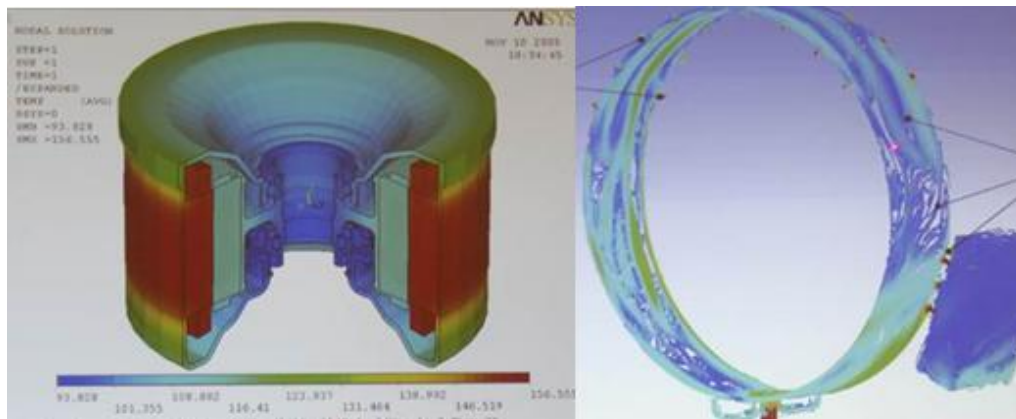 NODAL SOLUTION
STEP=1
SUB =1
TIME=1
/EXPANDED
TEMP (AVG)
RSYS=0
SMN =93.828
SMX =156.555
ANSYS
NOV 10 2005
93.828 108.882 123.937 138.992 156.555
101.355 116.41 131.464 146.519